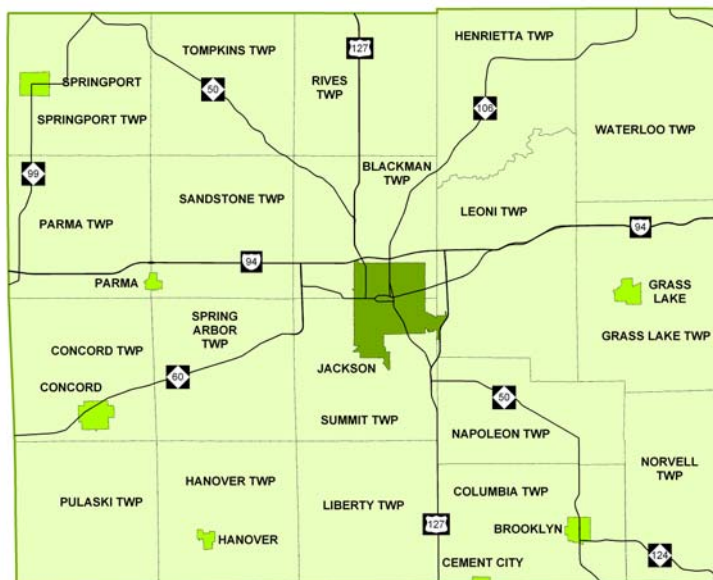 HENRIETTA TWP
TOMPKINS TWP
127
RIVES
TWP
SPRINGPORT
50
106
SPRINGPORT TWP
WATERLOO TWP
BLACKMAN
TWP
99
SANDSTONE TWP
LEONI TWP
PARMA TWP
94
94
PARMA
GRASS
LAKE
SPRING
ARBOR
TWP
GRASS LAKE TWP
CONCORD TWP
JACKSON
60
CONCORD
50
SUMMIT TWP
NAPOLEON TWP
NORVELL
TWP
HANOVER TWP
COLUMBIA TWP
PULASKI TWP
LIBERTY TWP
127
BROOKLYN
HANOVER
124
CEMENT CITY